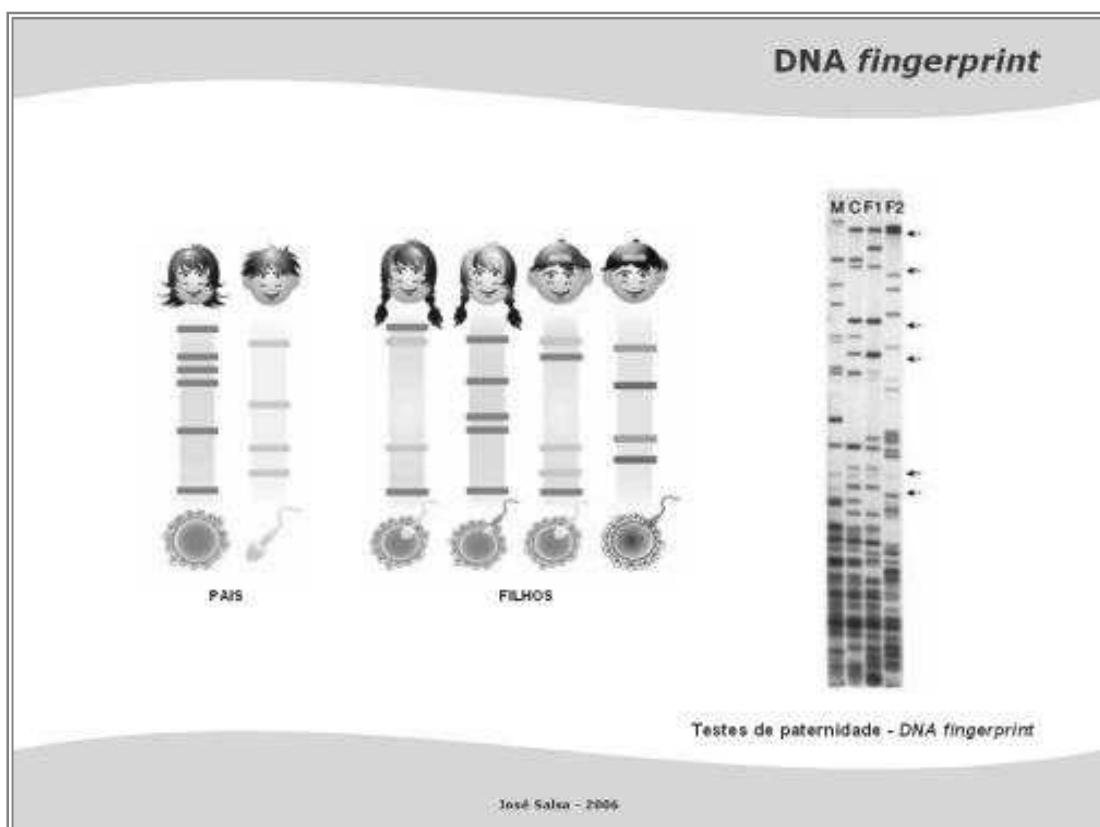 DNA fingerprint
M C F1 F2
PAIS
FILHOS
Testes de paternidade - DNA fingerprint
José Salsa - 2006